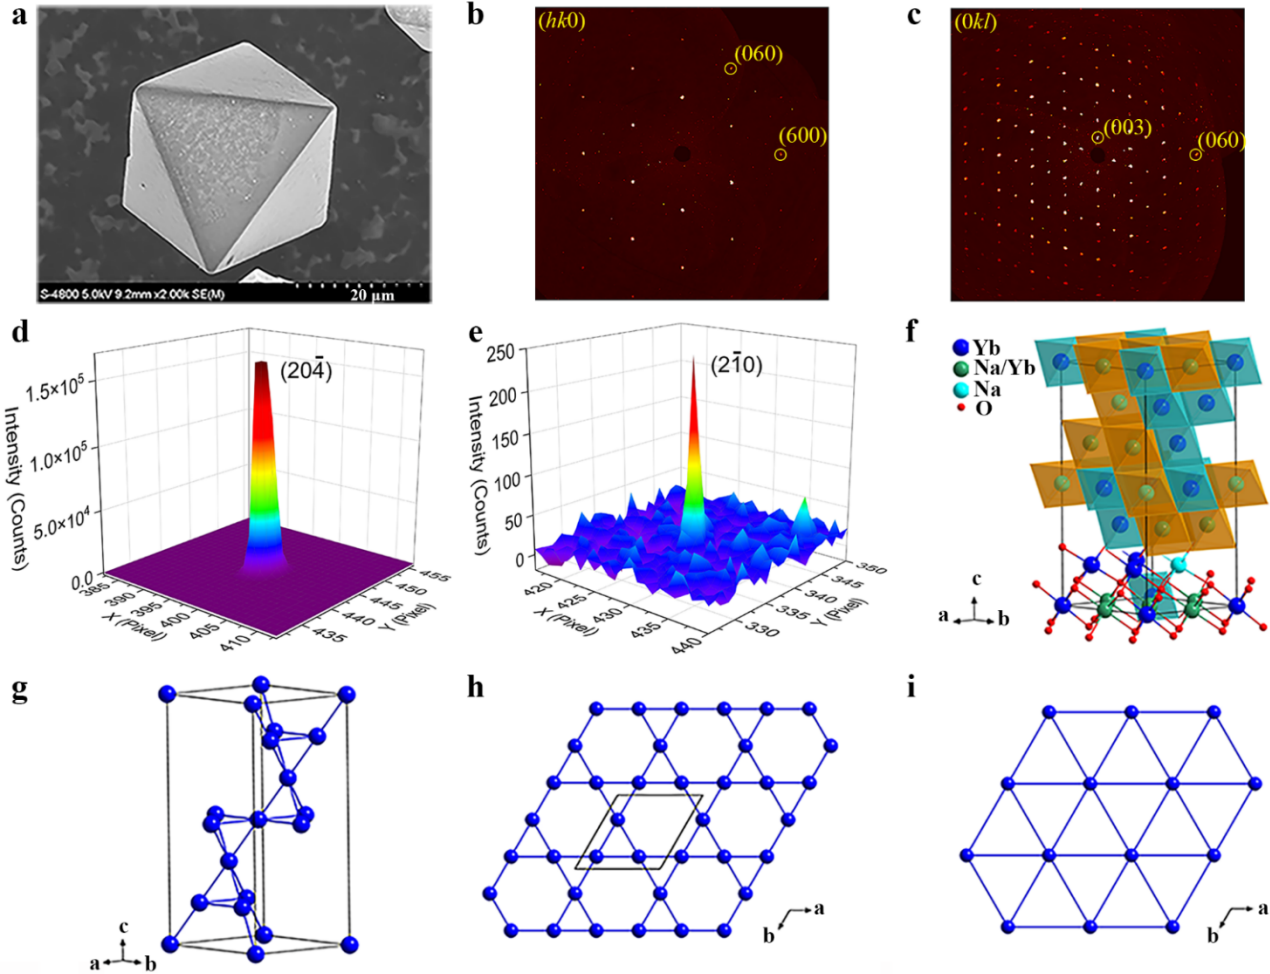 a
S-4800 5.0kV 9.2mm x2.00k SE(M)
20 µm
b
(hk0)
(060)
(600)
c
(0kl)
(003)
(060)
d
(204̄)
Intensity (Counts)
1.5×10⁵
1.0×10⁵
5.0×10⁴
0.0
385
390
395
400
405
410
X (Pixel)
435
440
445
455
Y (Pixel)
e
(21̄0)
Intensity (Counts)
250
200
150
100
50
0
420
425
430
435
440
X (Pixel)
330
335
340
345
350
Y (Pixel)
f
Yb
Na/Yb
Na
O
c
a
b
g
c
a
b
h
a
b
i
a
b